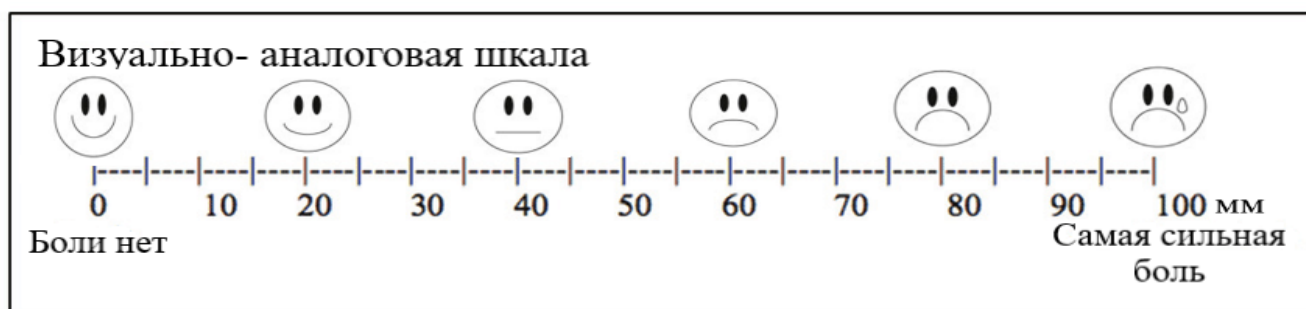 Визуально- аналоговая шкала
0 10 20 30 40 50 60 70 80 90 100 мм
Боли нет
Самая сильная
боль